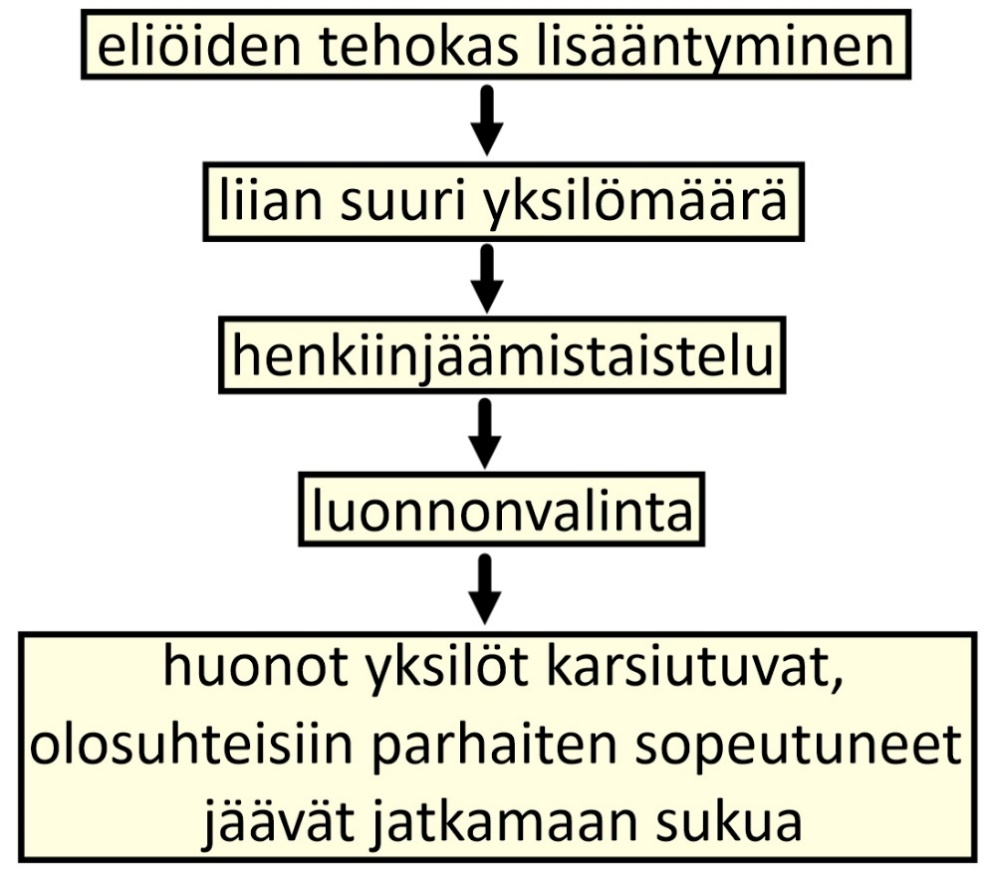 eliöiden tehokas lisääntyminen
liian suuri yksilömäärä
henkiinjäämistaistelu
luonnonvalinta
huonot yksilöt karsiutuvat,
olosuhteisiin parhaiten sopeutuneet
jäävät jatkamaan sukua